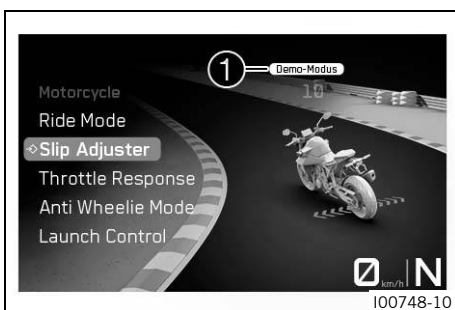 1
Demo-Modus
Motorcycle
10
Ride Mode
Slip Adjuster
Throttle Response
Anti Wheelie Mode
Launch Control
0 km/h N
I00748-10